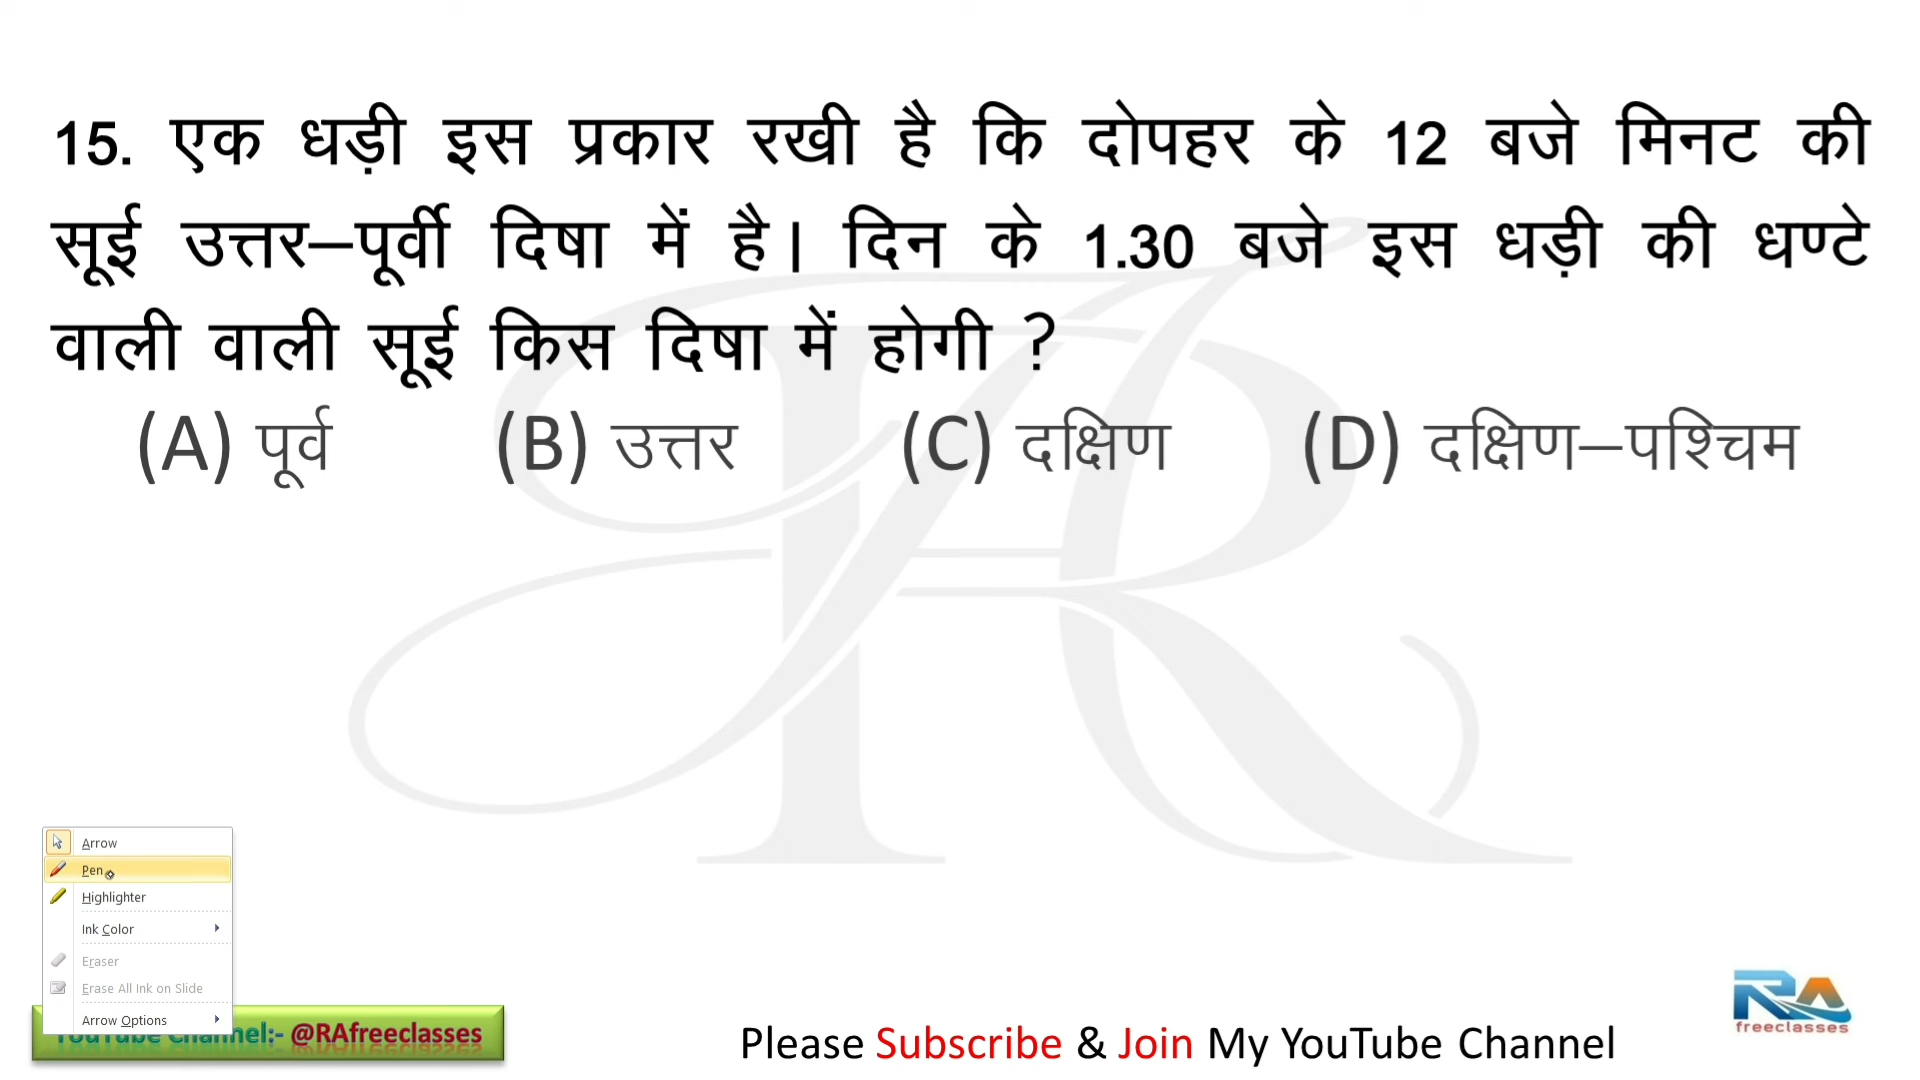 15. एक धड़ी इस प्रकार रखी है कि दोपहर के 12 बजे मिनट की
सूई उत्तर–पूर्वी दिषा में है। दिन के 1.30 बजे इस धड़ी की धण्टे
वाली वाली सूई किस दिषा में होगी ?
(A) पूर्व (B) उत्तर (C) दक्षिण (D) दक्षिण–पश्चिम
Arrow
Pen
Highlighter
Ink Color
Eraser
Erase All Ink on Slide
Arrow Options
YouTube Channel:- @RAfreeclasses
Please Subscribe & Join My YouTube Channel
RA
freeclasses